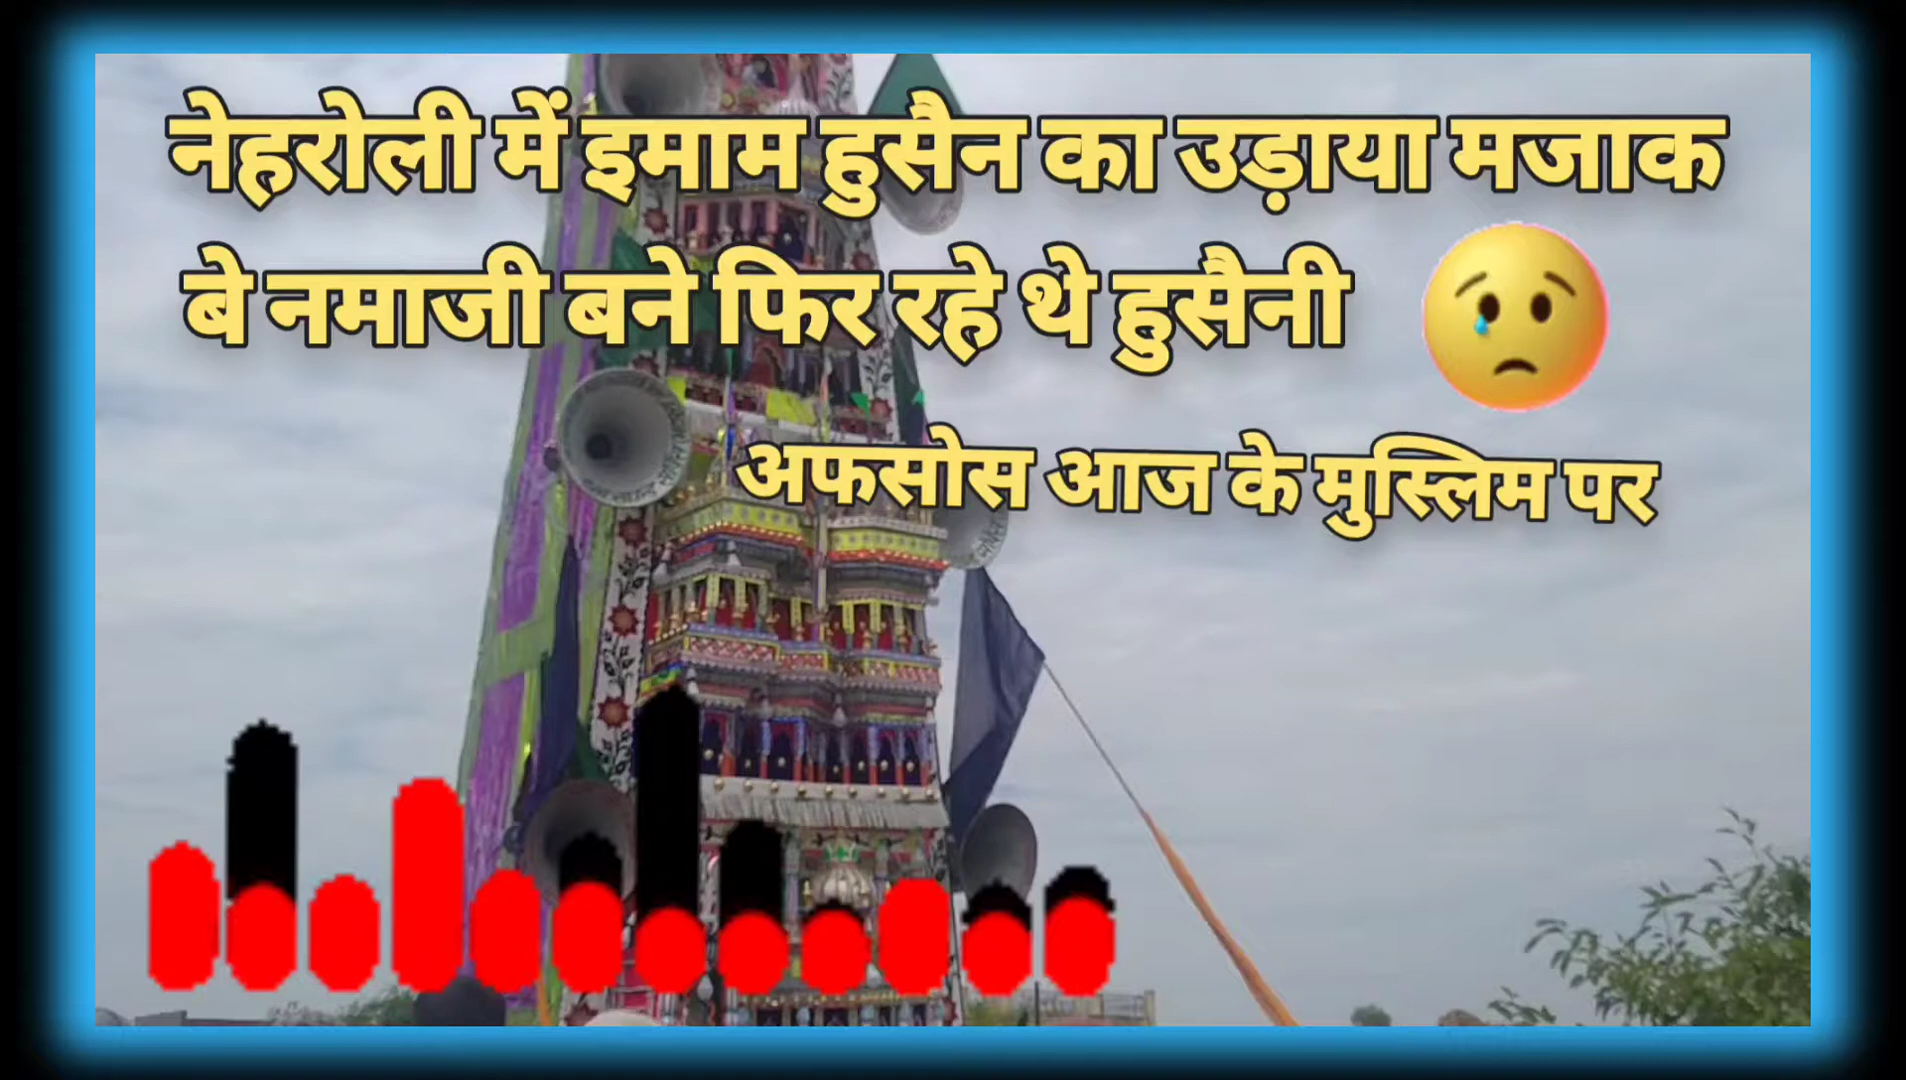 नेहरोली में इमाम हुसैन का उड़ाया मजाक
बे नमाजी बने फिर रहे थे हुसैनी
अफसोस आज के मुस्लिम पर